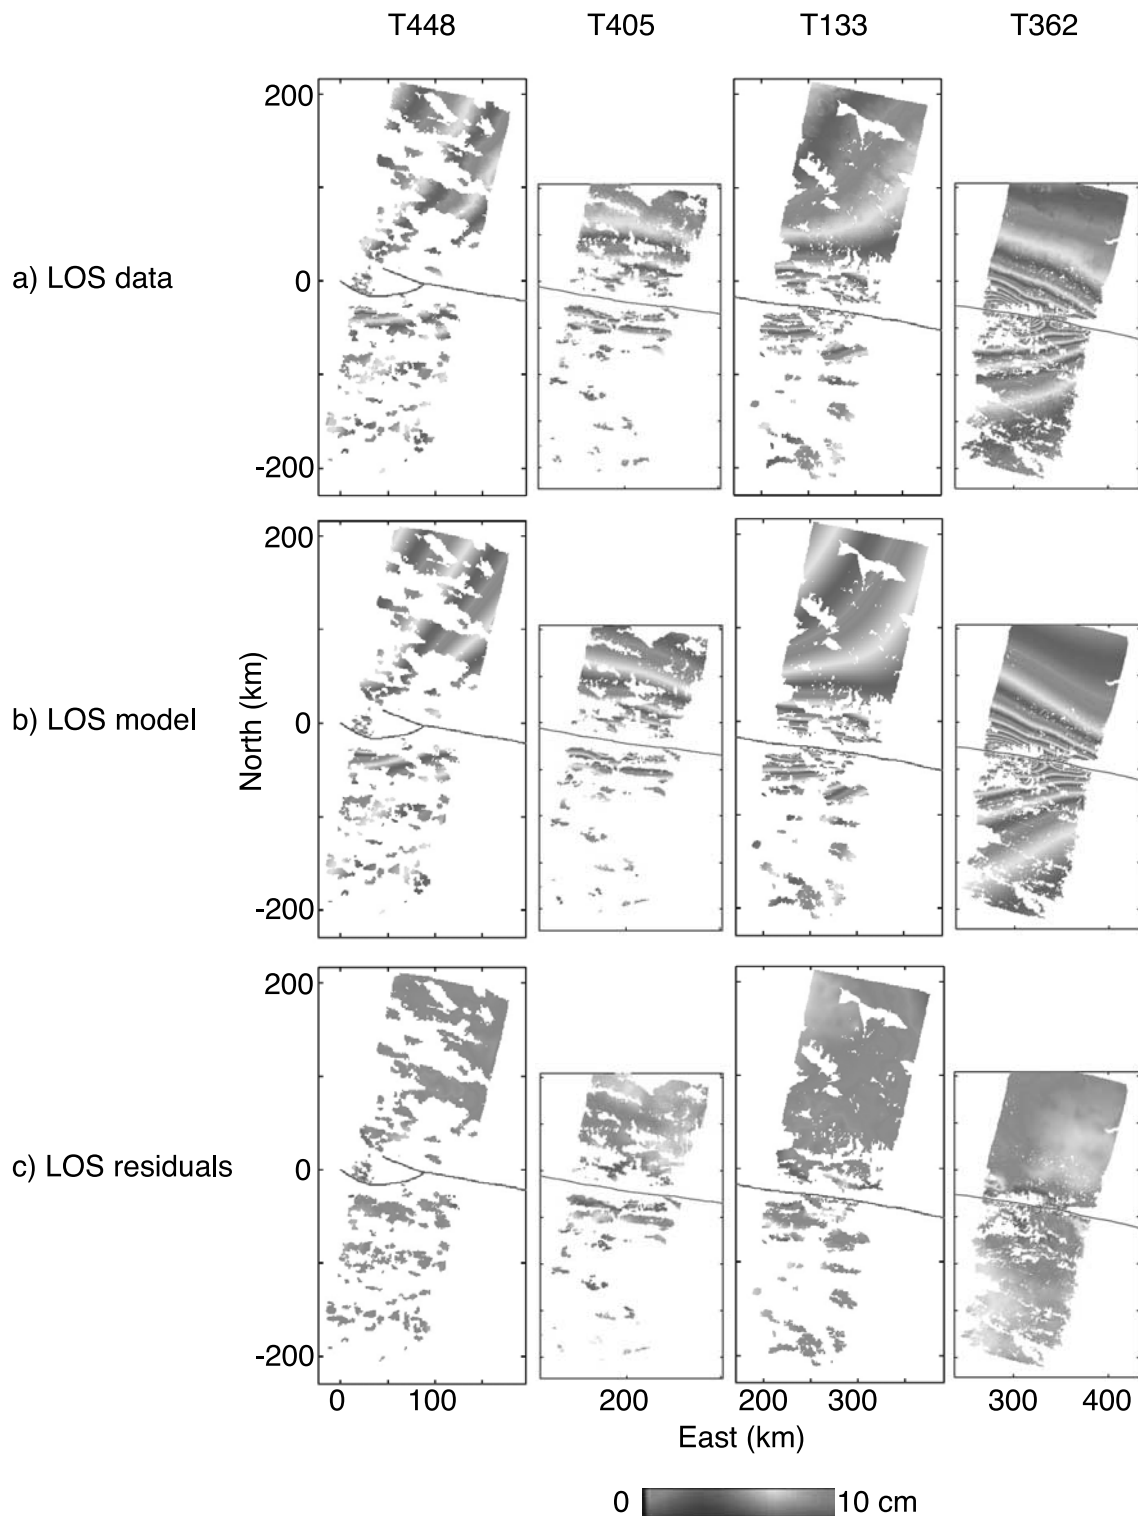 T448 T405 T133 T362
200
a) LOS data 0
-200
200
North (km)
b) LOS model 0
-200
200
c) LOS residuals 0
-200
0 100 200 200 300 300 400
East (km)
0 10 cm